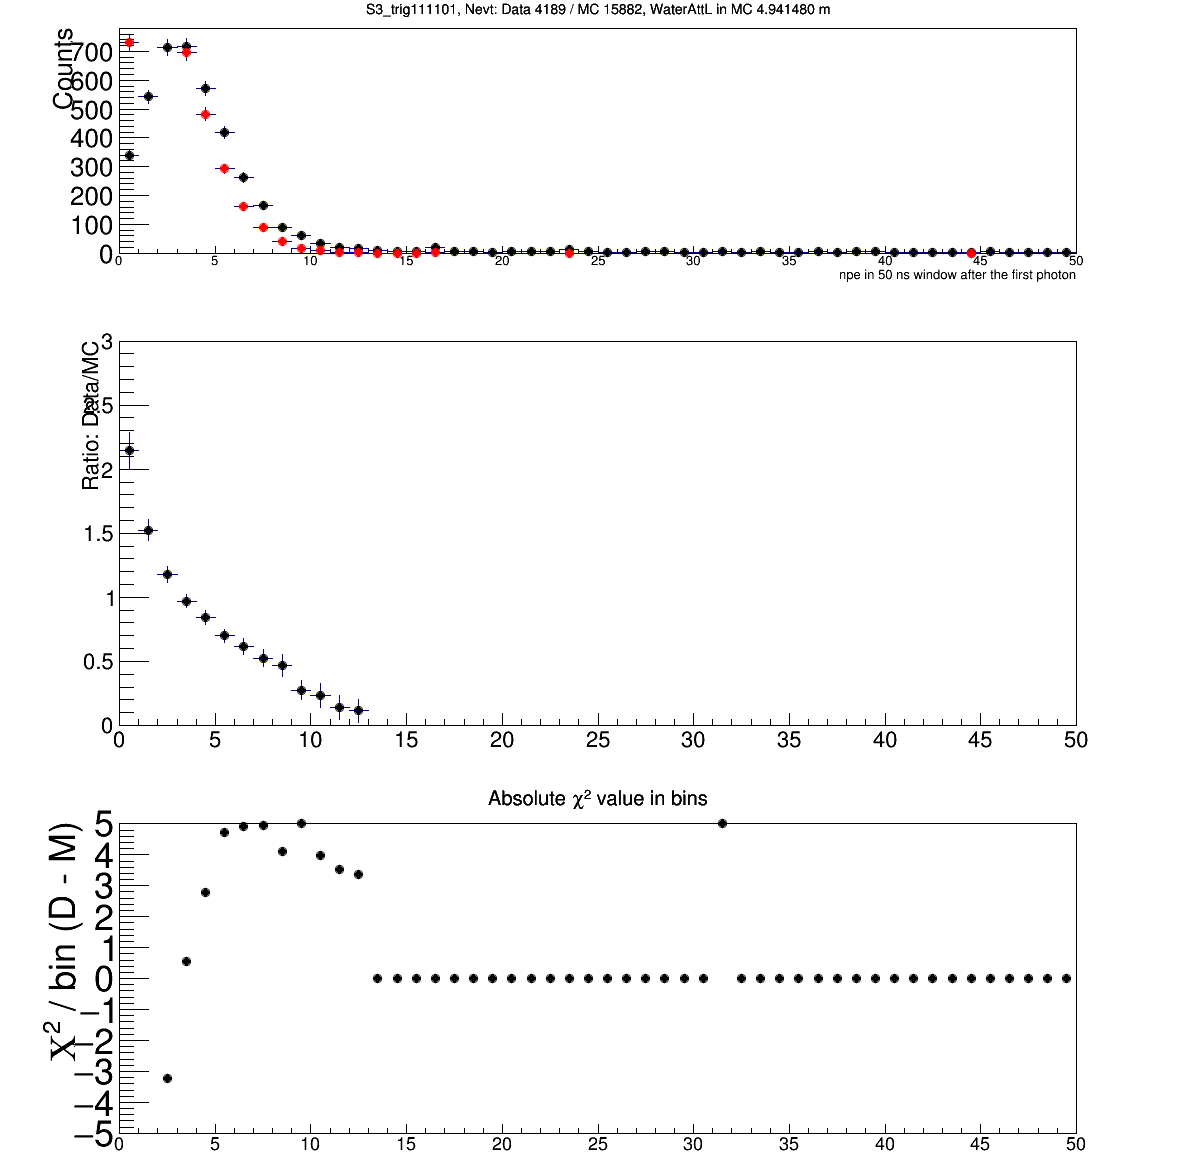 S3_trig111101, Nevt: Data 4189 / MC 15882, WaterAttL in MC 4.941480 m
Counts
700
600
500
400
300
200
100
0
0 5 10 15 20 25 30 35 40 45 50
npe in 50 ns window after the first photon
Ratio: Data/MC
3
2.5
2
1.5
1
0.5
0
0 5 10 15 20 25 30 35 40 45 50
Absolute χ² value in bins
X² / bin (D - M)
5
4
3
2
1
0
−1
−2
−3
−4
−5
0 5 10 15 20 25 30 35 40 45 50